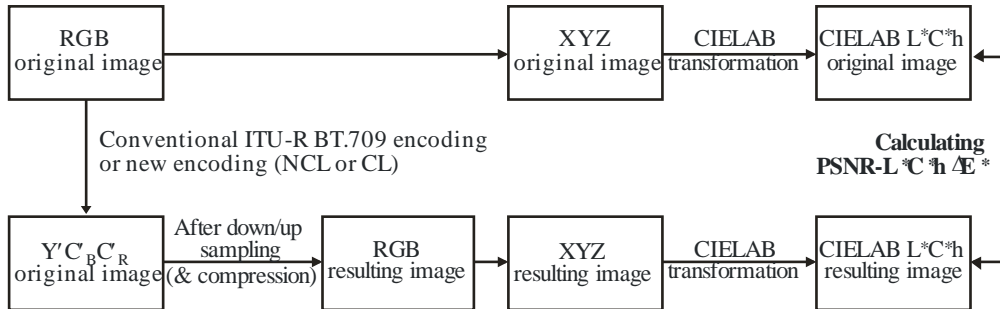 RGB
original image
XYZ
original image
CIELAB
transformation
CIELAB L*C*h
original image
Conventional ITU-R BT.709 encoding
or new encoding (NCL or CL)
Calculating
PSNR-L*C*h ΔE*
Y′C′BC′R
original image
After down/up
sampling
(& compression)
RGB
resulting image
XYZ
resulting image
CIELAB
transformation
CIELAB L*C*h
resulting image